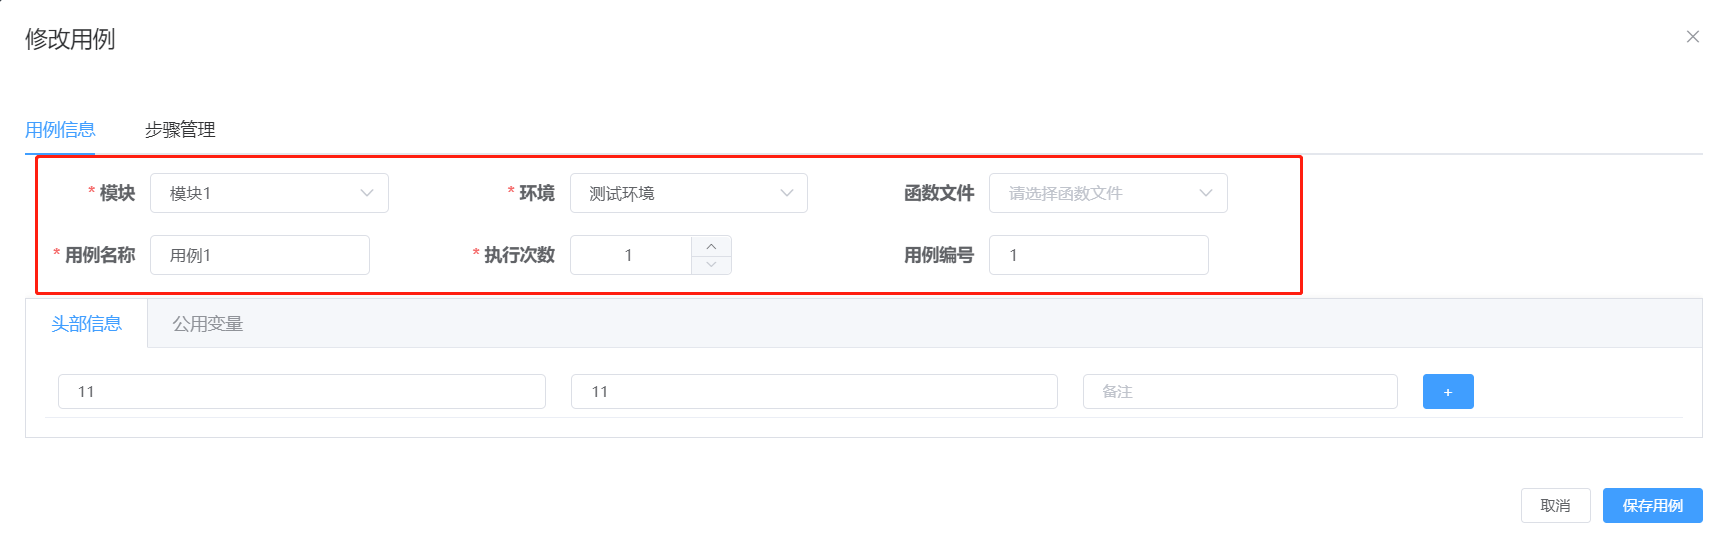 修改用例
用例信息 步骤管理
* 模块 模块1 * 环境 测试环境 函数文件 请选择函数文件
* 用例名称 用例1 * 执行次数 1 用例编号 1
头部信息 公用变量
11 11 备注 +
取消 保存用例